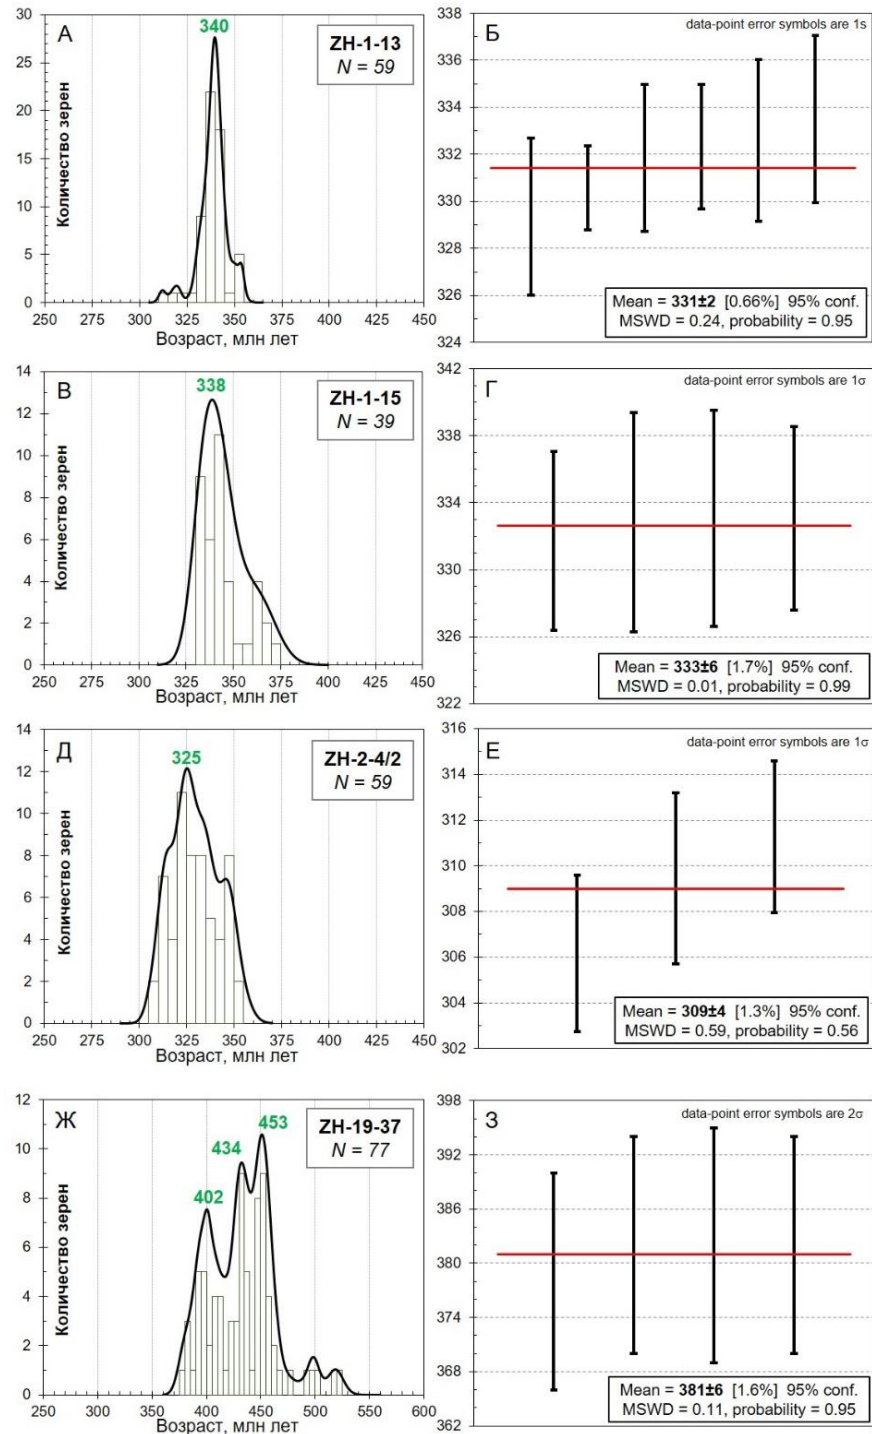 А
340
ZH-1-13
N = 59
Количество зерен
30
25
20
15
10
5
0
250 275 300 325 350 375 400 425 450
Возраст, млн лет
Б
data-point error symbols are 1s
338
336
334
332
330
328
326
324
Mean = 331±2 [0.66%] 95% conf.
MSWD = 0.24, probability = 0.95
В
338
ZH-1-15
N = 39
Количество зерен
14
12
10
8
6
4
2
0
250 275 300 325 350 375 400 425 450
Возраст, млн лет
Г
data-point error symbols are 1σ
342
338
334
330
326
322
Mean = 333±6 [1.7%] 95% conf.
MSWD = 0.01, probability = 0.99
Д
325
ZH-2-4/2
N = 59
Количество зерен
14
12
10
8
6
4
2
0
250 275 300 325 350 375 400 425 450
Возраст, млн лет
Е
data-point error symbols are 1σ
316
314
312
310
308
306
304
302
Mean = 309±4 [1.3%] 95% conf.
MSWD = 0.59, probability = 0.56
Ж
402
434
453
ZH-19-37
N = 77
Количество зерен
12
10
8
6
4
2
0
250 300 350 400 450 500 550 600
Возраст, млн лет
З
data-point error symbols are 2σ
398
392
386
380
374
368
362
Mean = 381±6 [1.6%] 95% conf.
MSWD = 0.11, probability = 0.95